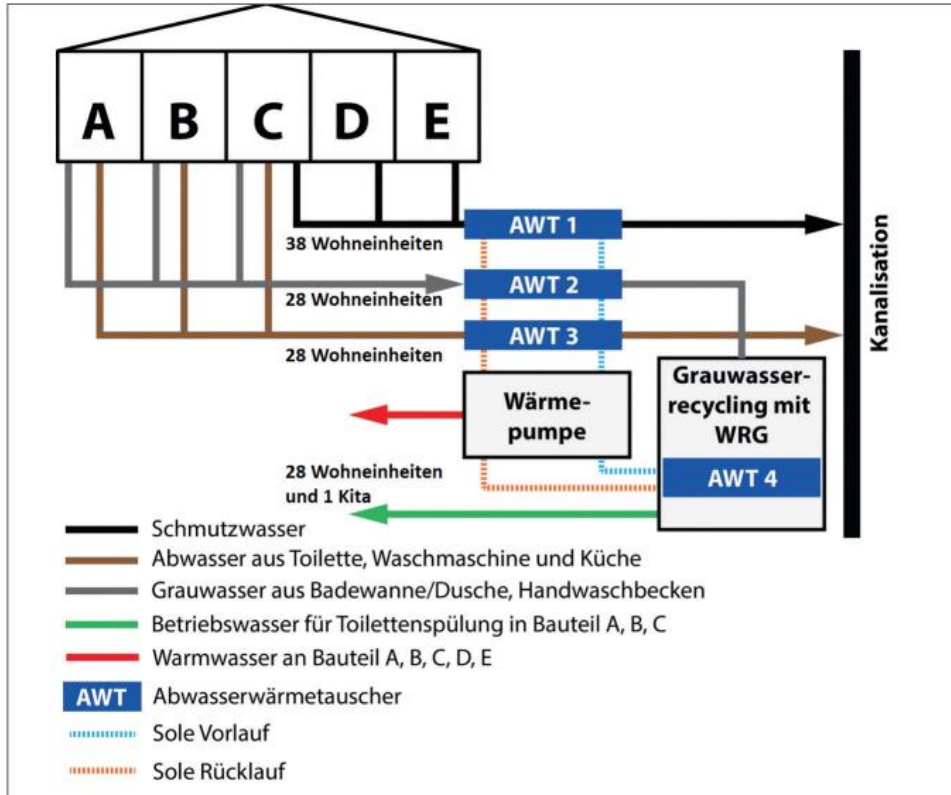 A B C D E
AWT 1
38 Wohneinheiten
AWT 2
28 Wohneinheiten
AWT 3
28 Wohneinheiten
Kanalisation
Wärme-
pumpe
Grauwasser-
recycling mit
WRG
AWT 4
28 Wohneinheiten
und 1 Kita
Schmutzwasser
Abwasser aus Toilette, Waschmaschine und Küche
Grauwasser aus Badewanne/Dusche, Handwaschbecken
Betriebswasser für Toilettenspülung in Bauteil A, B, C
Warmwasser an Bauteil A, B, C, D, E
AWT Abwasserwärmetauscher
Sole Vorlauf
Sole Rücklauf